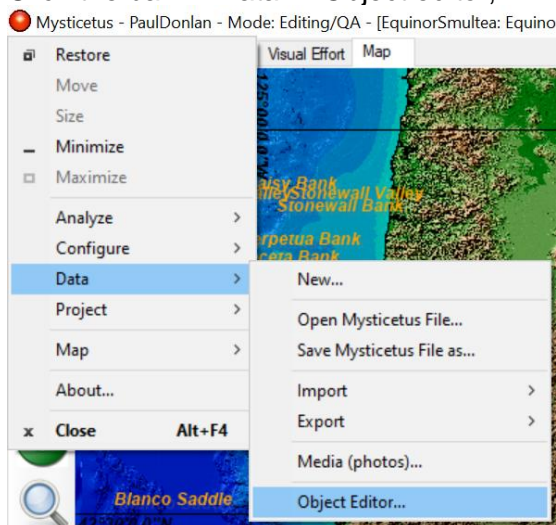 Mysticetus - PaulDonlan - Mode: Editing/QA - [EquinorSmultea: Equino
Restore
Visual Effort
Map
Move
Size
Minimize
Maximize
Stonewall Bank
Analyze
Configure
Data
Project
Map
About...
Close Alt+F4
New...
Open Mysticetus File...
Save Mysticetus File as...
Import
Export
Media (photos)...
Object Editor...
Blanco Saddle